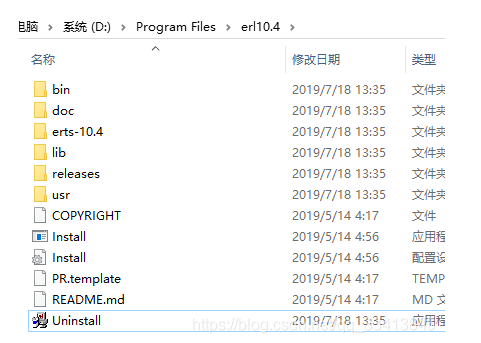 电脑 › 系统 (D:) › Program Files › erl10.4 ›
名称 修改日期 类型
bin 2019/7/18 13:35 文件夹
doc 2019/7/18 13:35 文件夹
erts-10.4 2019/7/18 13:35 文件夹
lib 2019/7/18 13:35 文件夹
releases 2019/7/18 13:35 文件夹
usr 2019/7/18 13:35 文件夹
COPYRIGHT 2019/5/14 4:17 文件
Install 2019/5/14 4:56 应用程
Install 2019/5/14 4:56 配置设
PR.template 2019/5/14 4:17 TEMP
README.md 2019/5/14 4:17 MD 文
Uninstall 2019/7/18 13:35 应用程